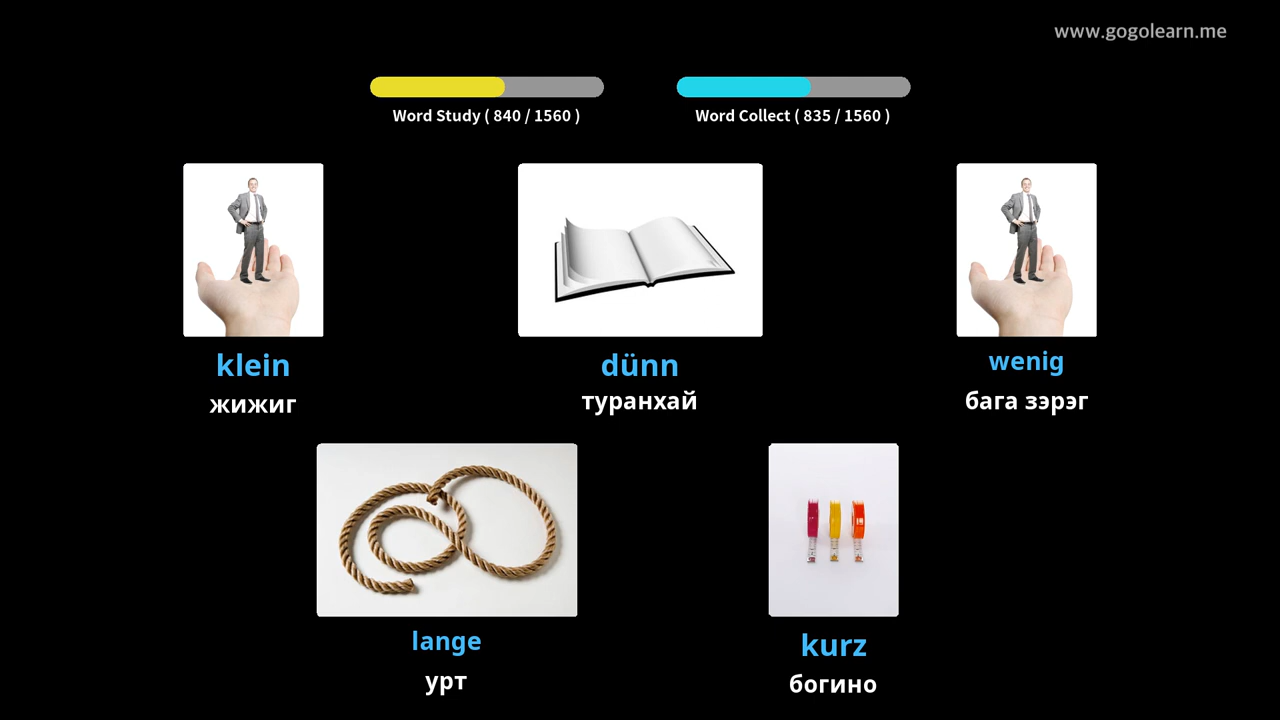 www.gogolearn.me
Word Study ( 840 / 1560 )
Word Collect ( 835 / 1560 )
klein
жижиг
dünn
туранхай
wenig
бага зэрэг
lange
урт
kurz
богино